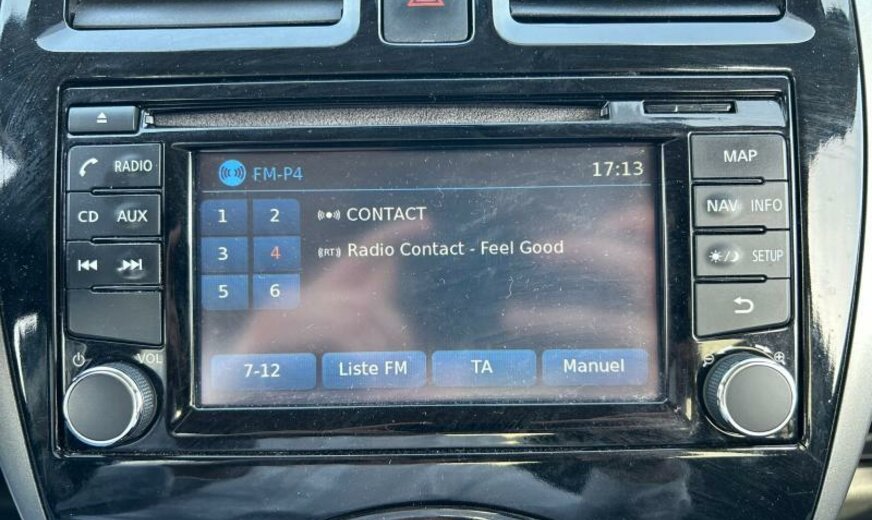 RADIO
CD AUX
VOL
FM-P4 17:13
1 2 CONTACT
3 4 RT Radio Contact - Feel Good
5 6
7-12 Liste FM TA Manuel
MAP
NAV INFO
SETUP